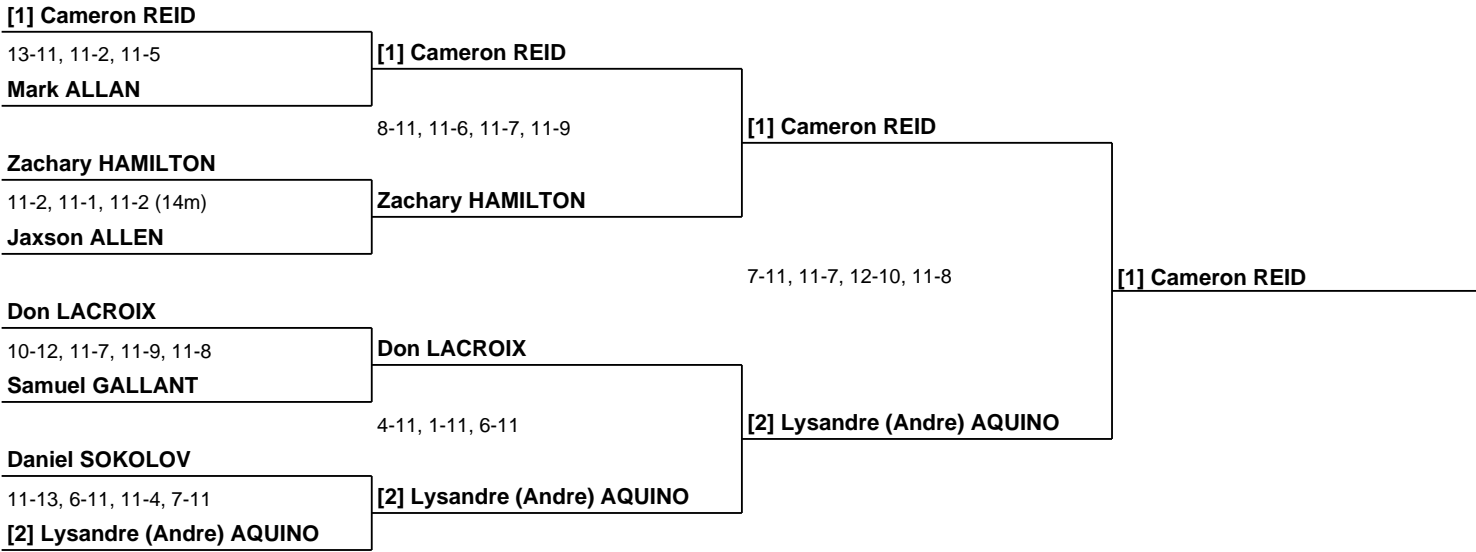 [1] Cameron REID
13-11, 11-2, 11-5
Mark ALLAN
[1] Cameron REID
8-11, 11-6, 11-7, 11-9
Zachary HAMILTON
11-2, 11-1, 11-2 (14m)
Jaxson ALLEN
Zachary HAMILTON
[1] Cameron REID
7-11, 11-7, 12-10, 11-8
[1] Cameron REID
Don LACROIX
10-12, 11-7, 11-9, 11-8
Samuel GALLANT
Don LACROIX
4-11, 1-11, 6-11
[2] Lysandre (Andre) AQUINO
Daniel SOKOLOV
11-13, 6-11, 11-4, 7-11
[2] Lysandre (Andre) AQUINO
[2] Lysandre (Andre) AQUINO